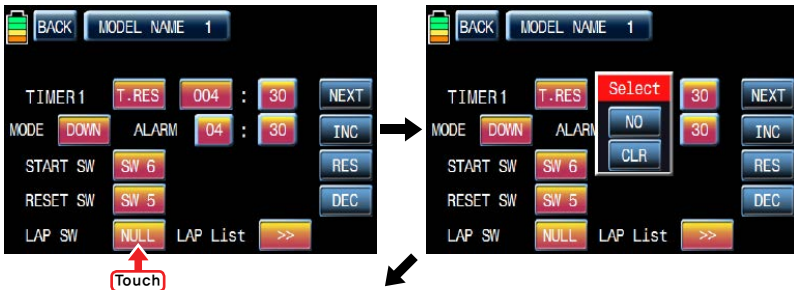 BACK MODEL NAME 1
TIMER1 T.RES 004 : 30 NEXT
MODE DOWN ALARM 04 : 30 INC
START SW SW 6 RES
RESET SW SW 5 DEC
LAP SW NULL LAP List >>
Touch
BACK MODEL NAME 1
Select
TIMER1 T.RES 30 NEXT
NO
MODE DOWN ALARM 30 INC
CLR
START SW SW 6 RES
RESET SW SW 5 DEC
LAP SW NULL LAP List >>